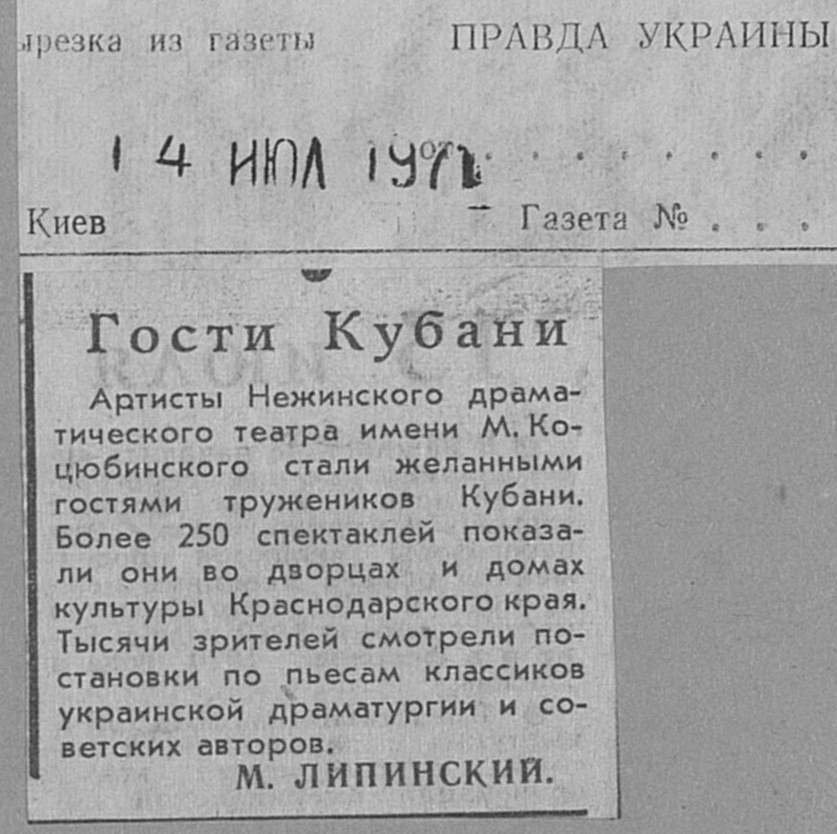 ырезка из газеты ПРАВДА УКРАИНЫ
14 ИЮЛ 197
от . . . . . . . .
Киев Газета № . . .
Гости Кубани
Артисты Нежинского драма-
тического театра имени М. Ко-
цюбинского стали желанными
гостями тружеников Кубани.
Более 250 спектаклей показа-
ли они во дворцах и домах
культуры Краснодарского края.
Тысячи зрителей смотрели по-
становки по пьесам классиков
украинской драматургии и со-
ветских авторов.
М. ЛИПИНСКИЙ.